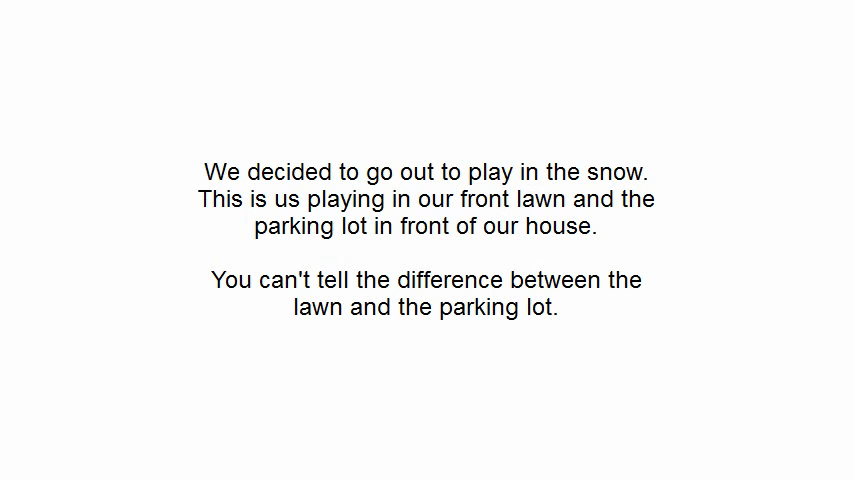 We decided to go out to play in the snow.
This is us playing in our front lawn and the
parking lot in front of our house.
You can't tell the difference between the
lawn and the parking lot.